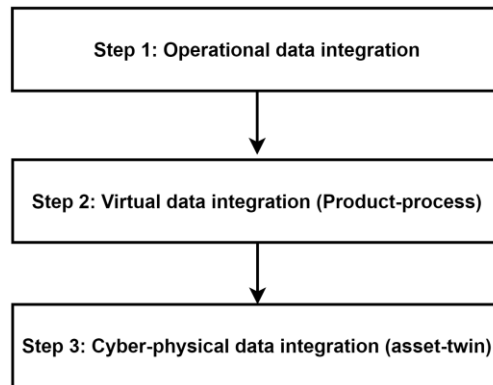 Step 1: Operational data integration
Step 2: Virtual data integration (Product-process)
Step 3: Cyber-physical data integration (asset-twin)